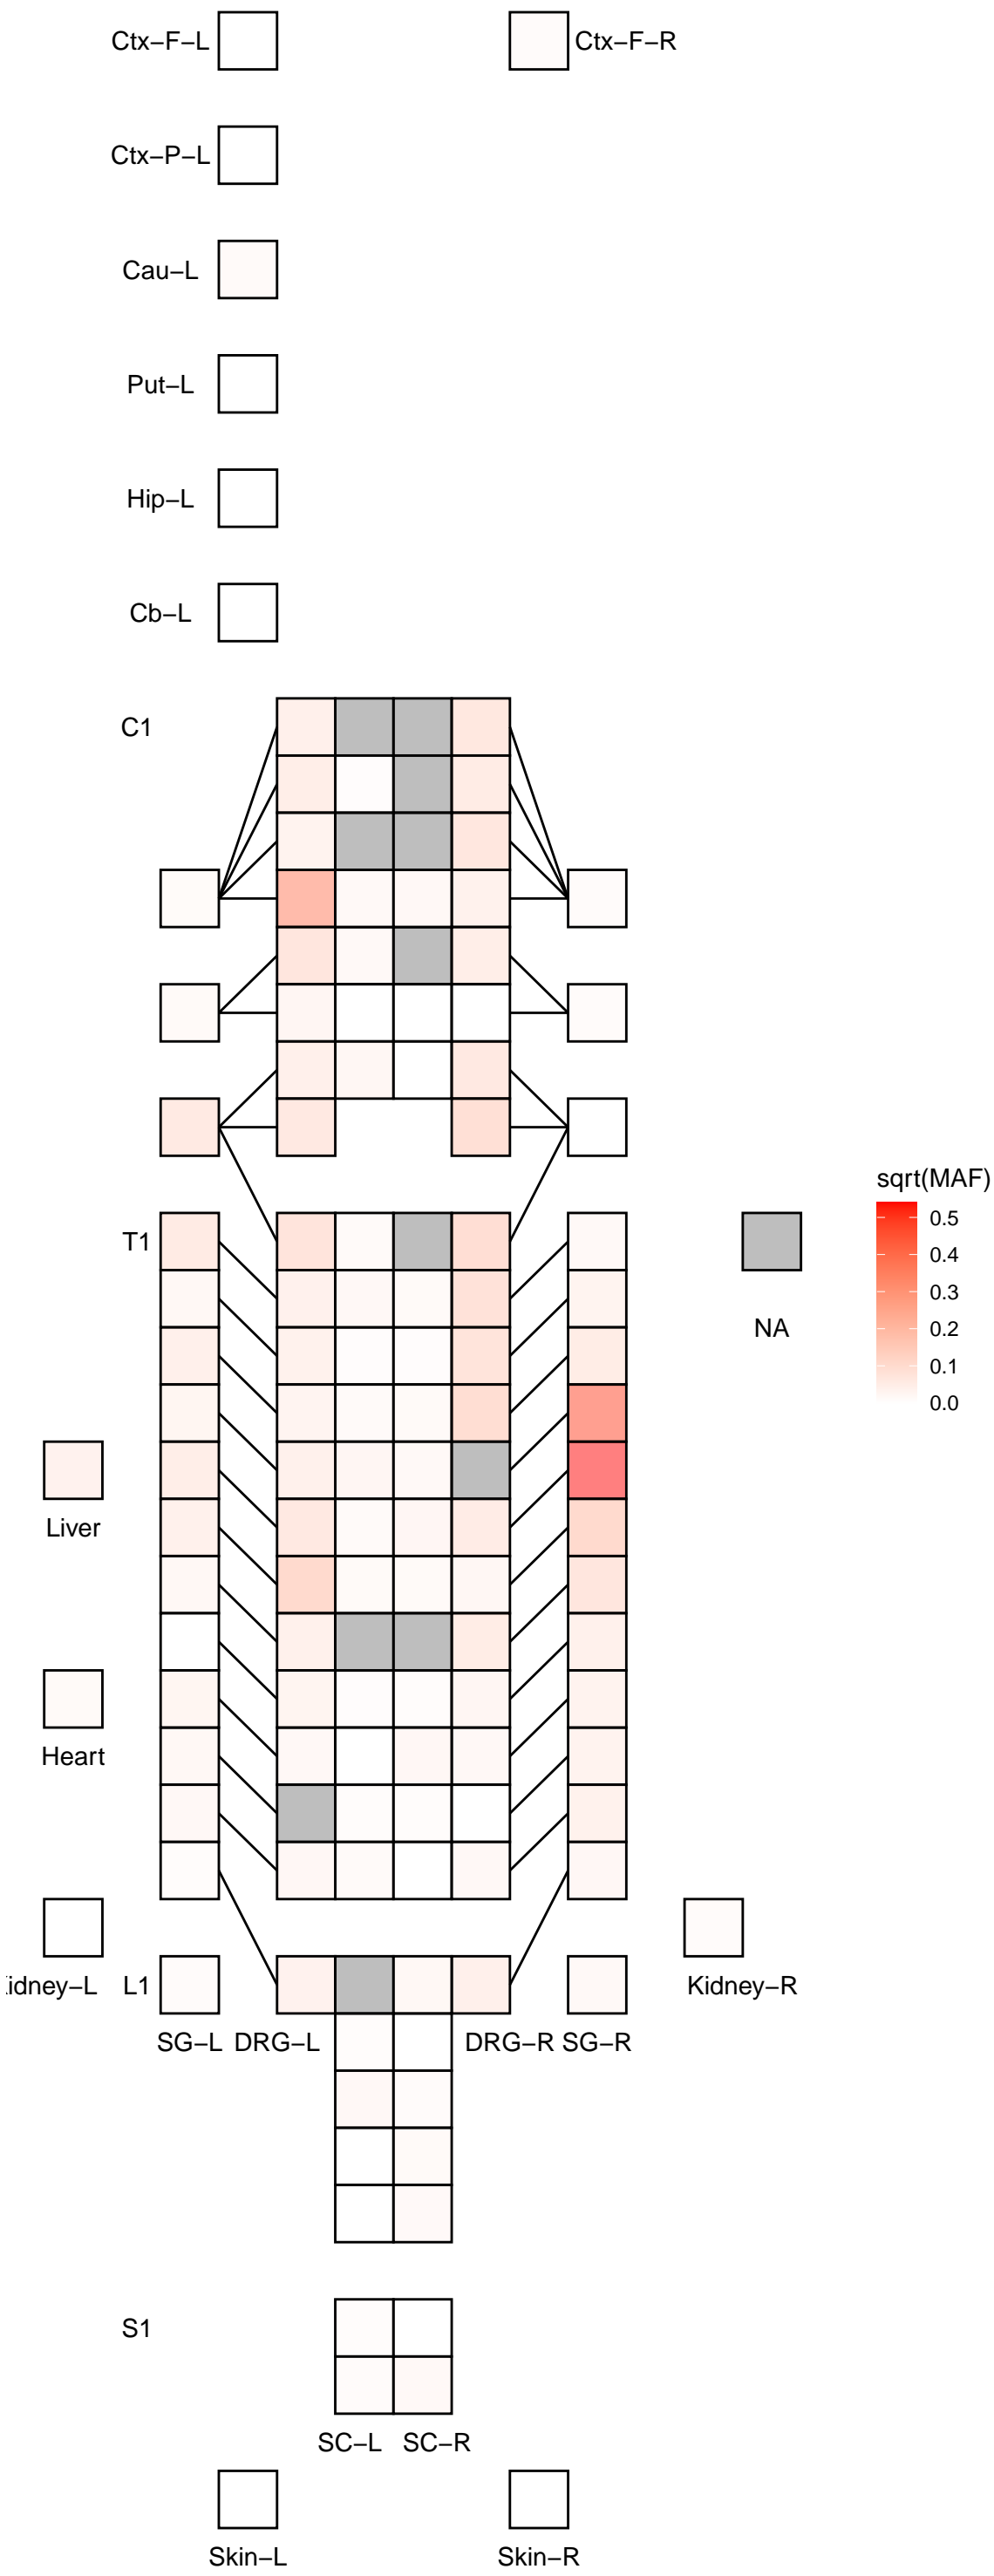 Ctx−F−L
Ctx−F−R
Ctx−P−L
Cau−L
Put−L
Hip−L
Cb−L
C1
sqrt(MAF)
0.5
T1
0.4
0.3
NA
0.2
0.1
0.0
Liver
Heart
idney−L
L1
Kidney−R
SG−L DRG−L
DRG−R SG−R
S1
SC−L SC−R
Skin−L
Skin−R